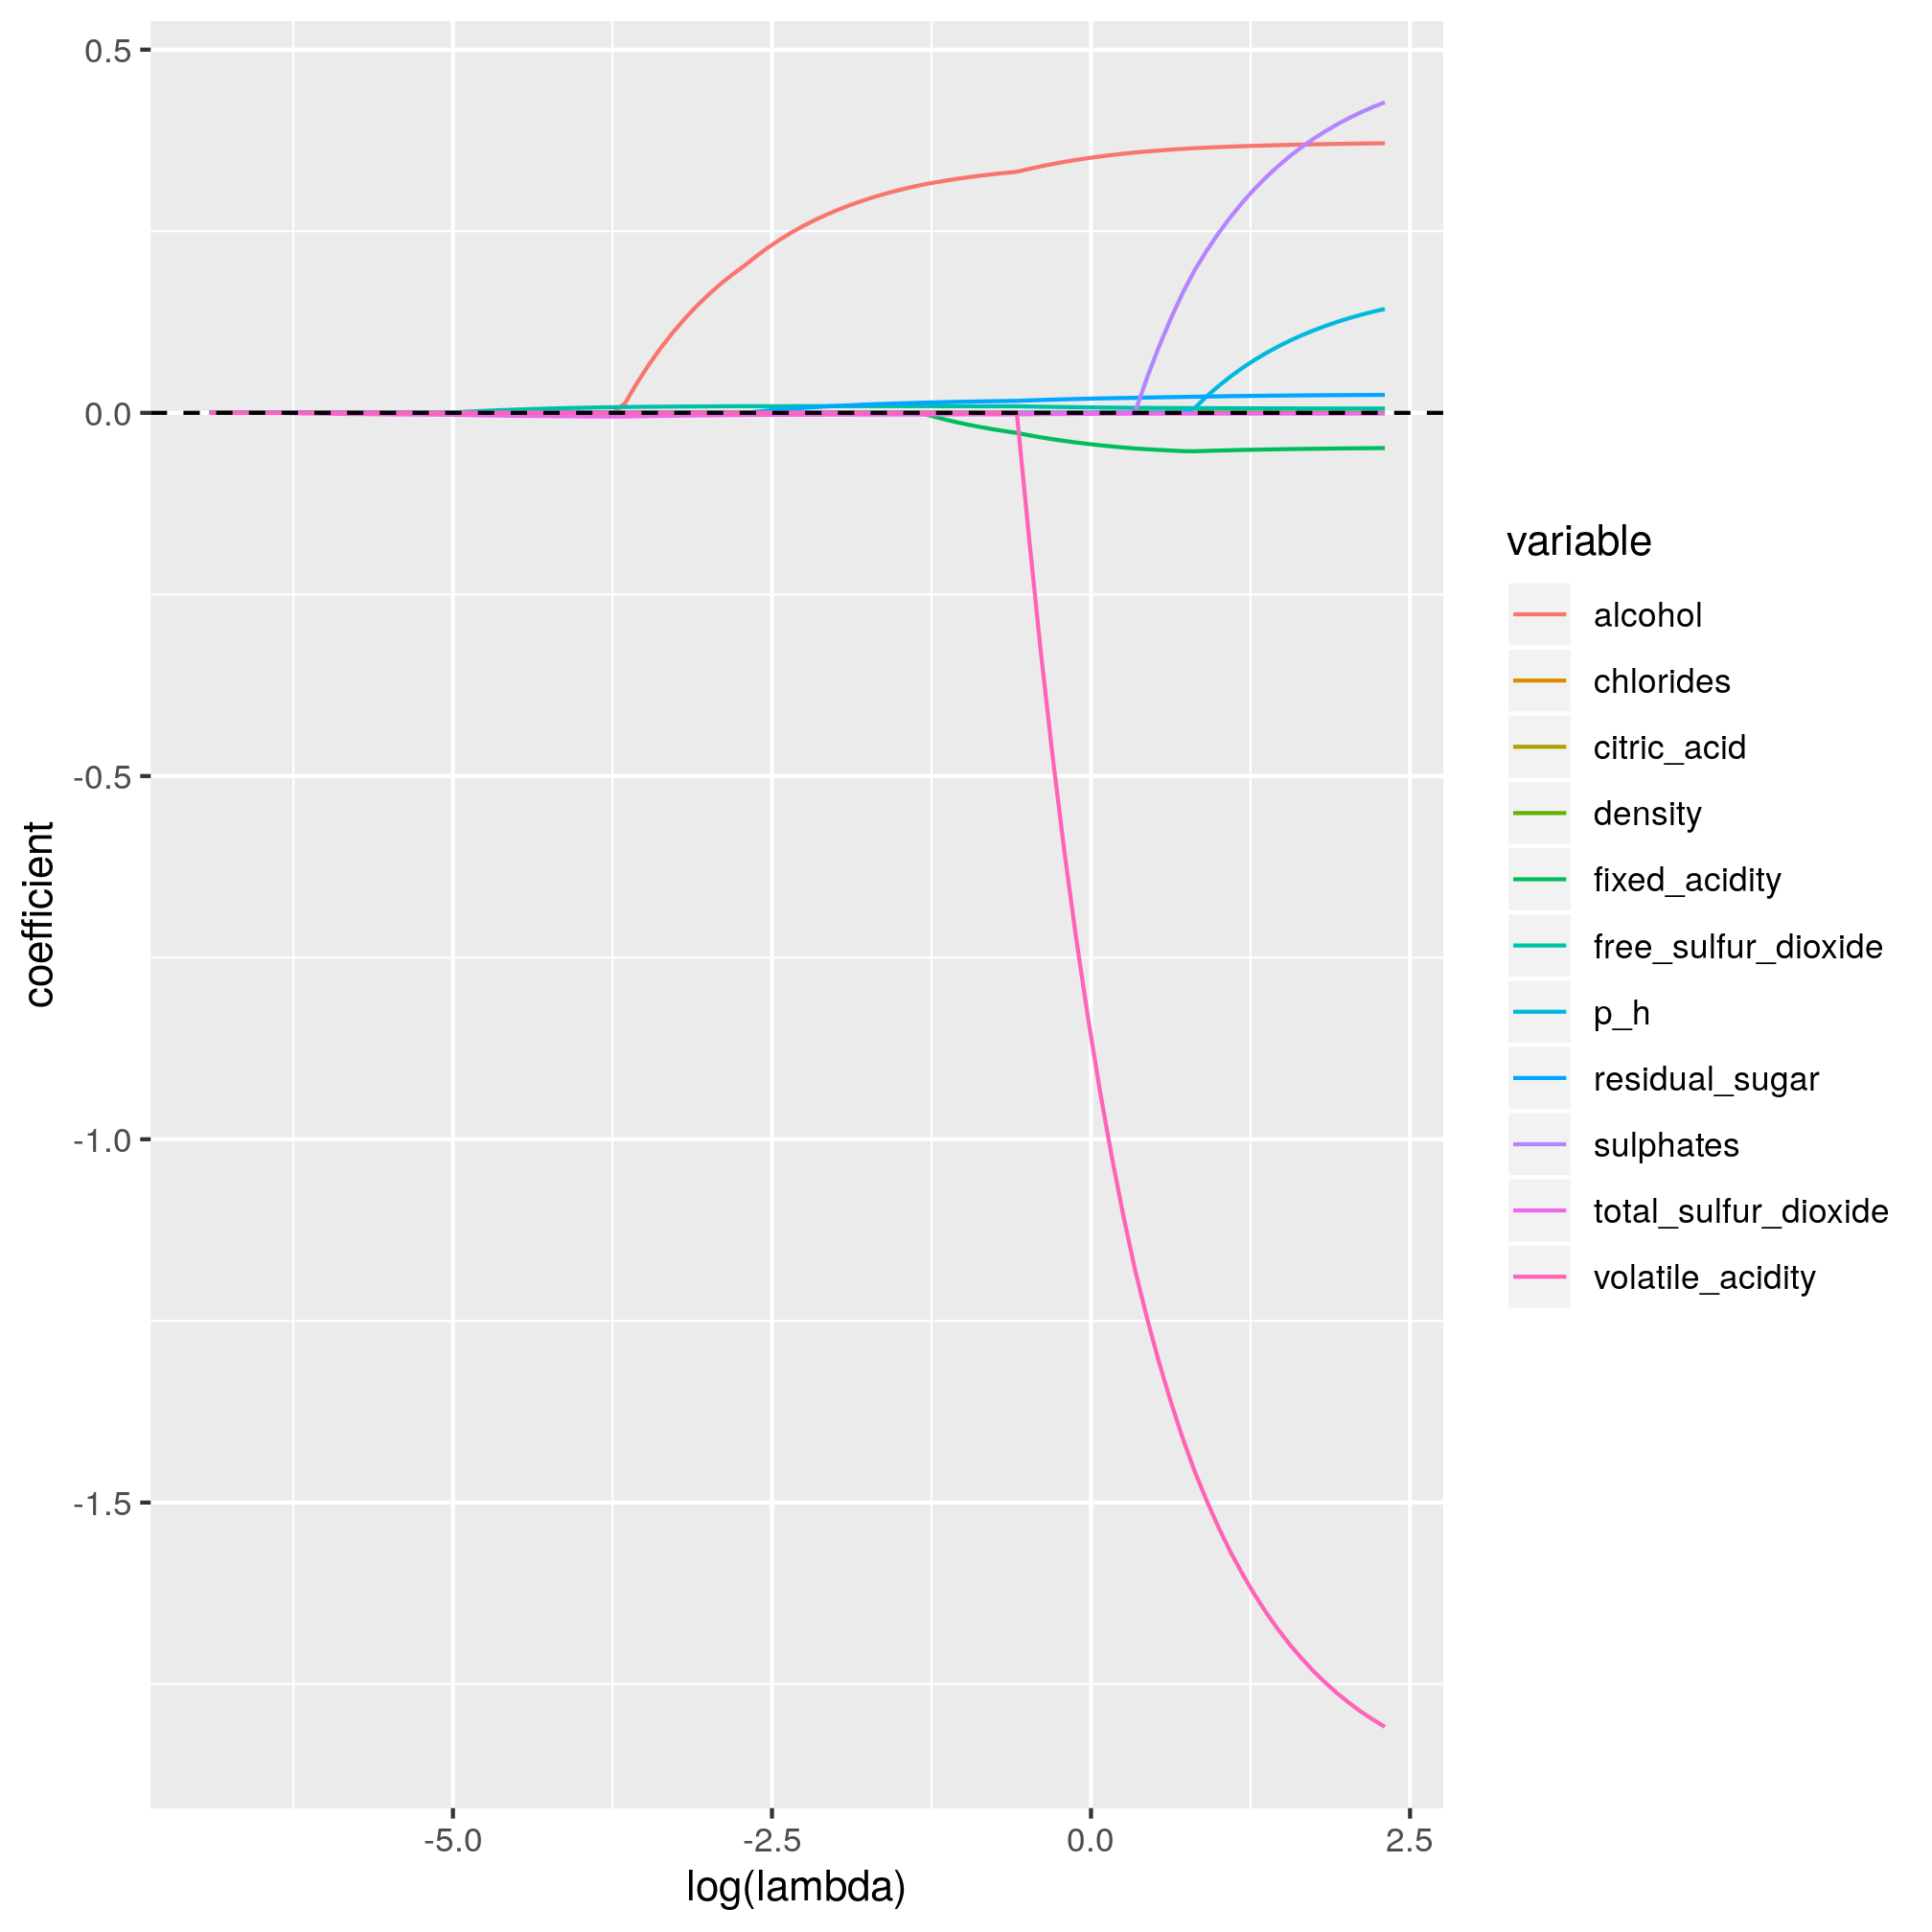 0.5
0.0
-0.5
-1.0
-1.5
coefficient
-5.0
-2.5
0.0
2.5
log(lambda)
variable
alcohol
chlorides
citric_acid
density
fixed_acidity
free_sulfur_dioxide
p_h
residual_sugar
sulphates
total_sulfur_dioxide
volatile_acidity